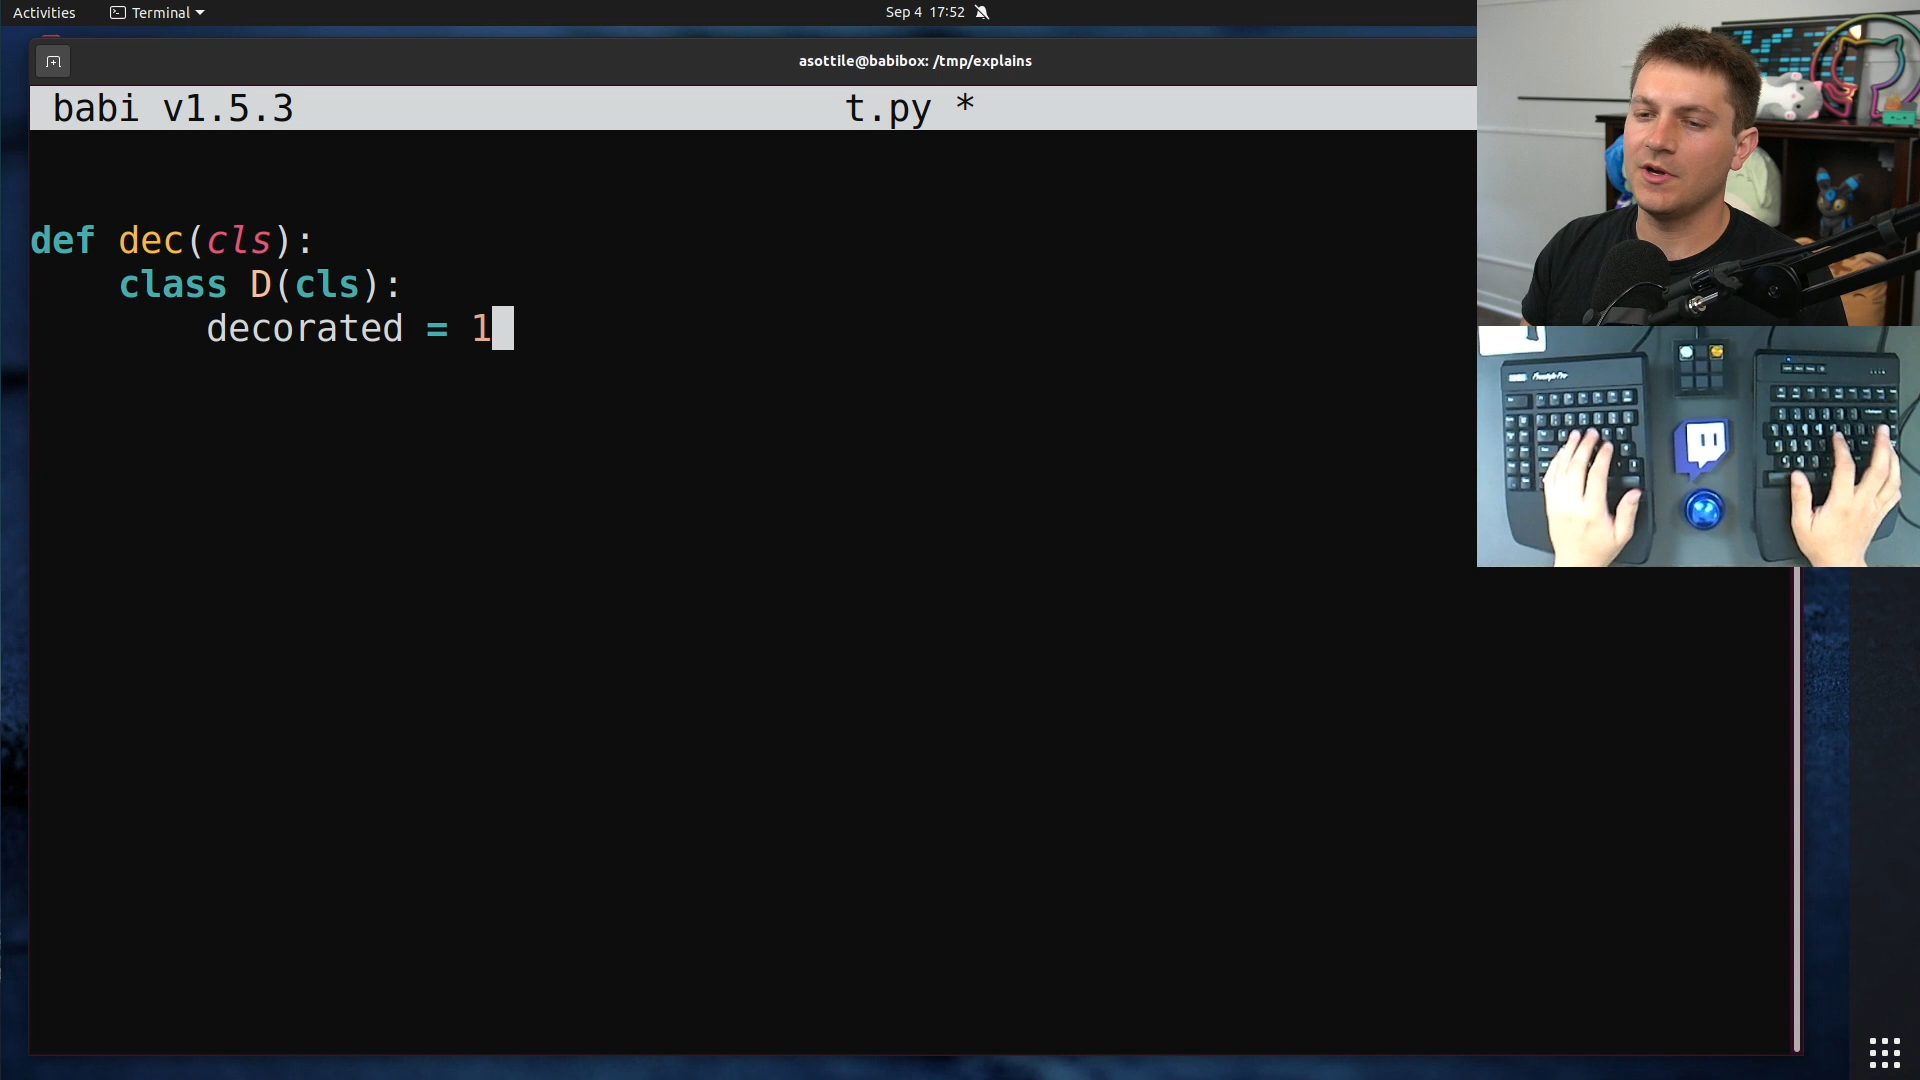 Activities
Terminal
Sep 4 17:52
asottile@babibox: /tmp/explains
babi v1.5.3
t.py *
def dec(cls):
    class D(cls):
        decorated = 1